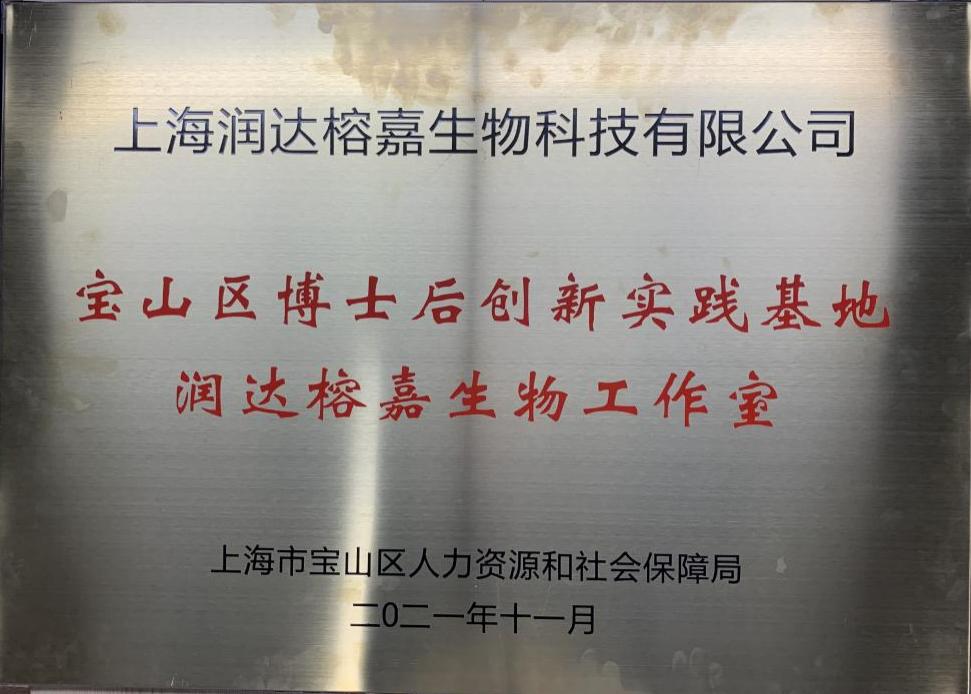 上海润达榕嘉生物科技有限公司
宝山区博士后创新实践基地
润达榕嘉生物工作室
上海市宝山区人力资源和社会保障局
二0二一年十一月